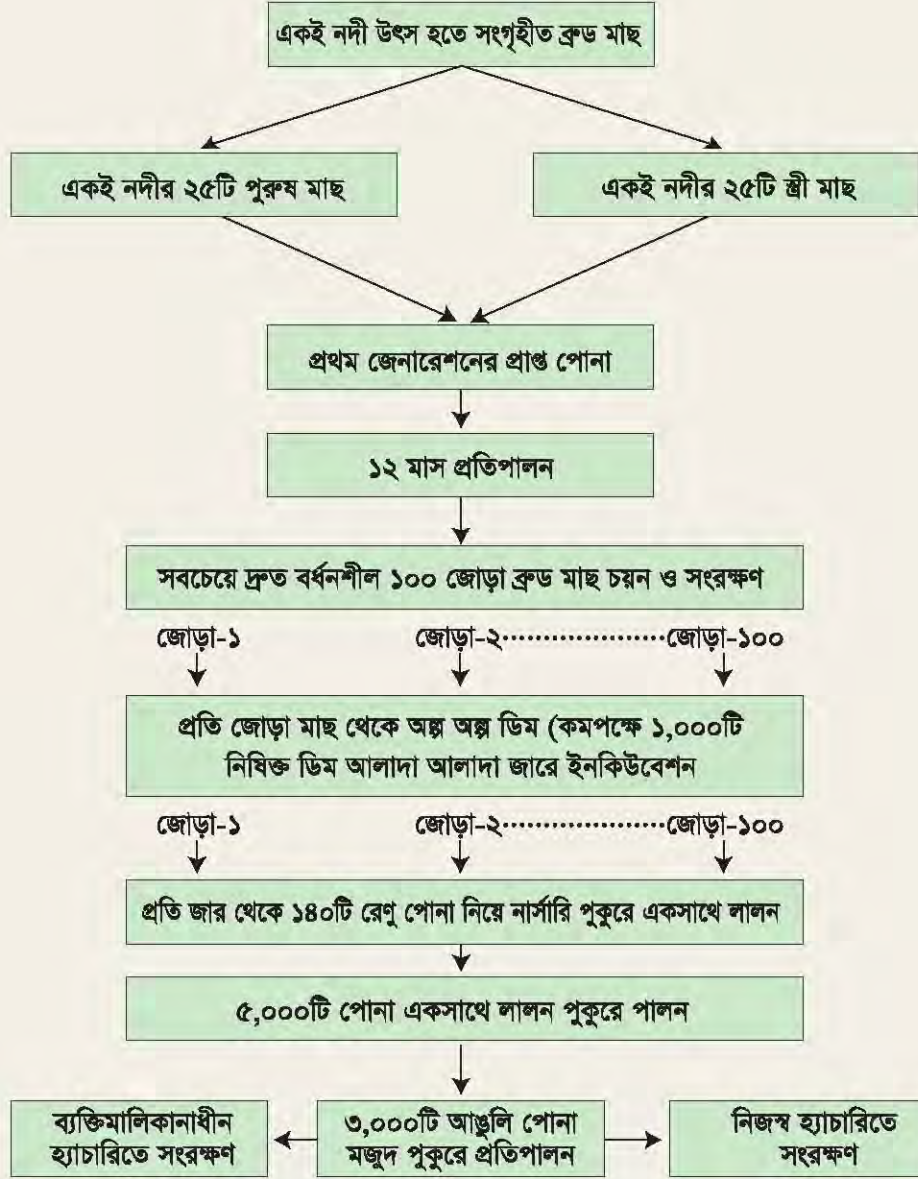 একই নদী উৎস হতে সংগৃহীত ব্রুড মাছ
একই নদীর ২৫টি পুরুষ মাছ
একই নদীর ২৫টি স্ত্রী মাছ
প্রথম জেনারেশনের প্রাপ্ত পোনা
১২ মাস প্রতিপালন
সবচেয়ে দ্রুত বর্ধনশীল ১০০ জোড়া ব্রুড মাছ চয়ন ও সংরক্ষণ
জোড়া-১ জোড়া-২····················জোড়া-১০০
প্রতি জোড়া মাছ থেকে অল্প অল্প ডিম (কমপক্ষে ১,০০০টি
নিষিক্ত ডিম আলাদা আলাদা জারে ইনকিউবেশন
জোড়া-১ জোড়া-২····················জোড়া-১০০
প্রতি জার থেকে ১৪০টি রেণু পোনা নিয়ে নার্সারি পুকুরে একসাথে লালন
৫,০০০টি পোনা একসাথে লালন পুকুরে পালন
ব্যক্তিমালিকানাধীন
হ্যাচারিতে সংরক্ষণ
৩,০০০টি আঙুলি পোনা
মজুদ পুকুরে প্রতিপালন
নিজস্ব হ্যাচারিতে
সংরক্ষণ